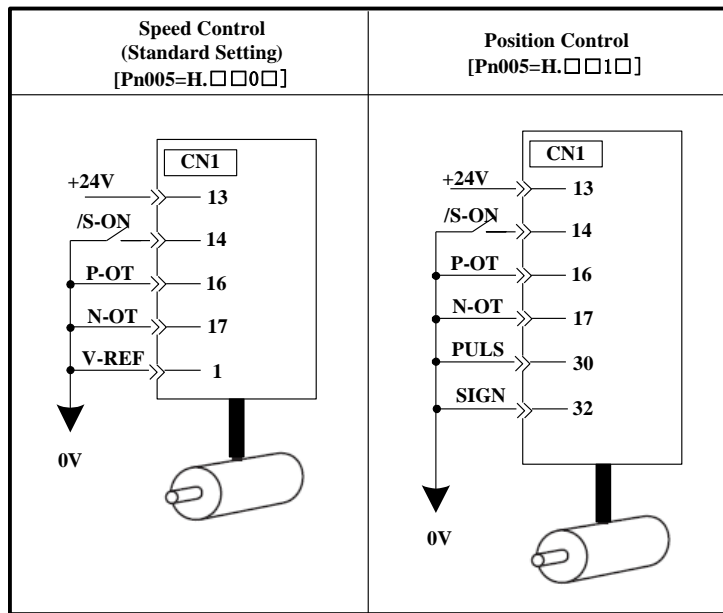 Speed Control
(Standard Setting)
[Pn005=H.□□0□]
Position Control
[Pn005=H.□□1□]
CN1
+24V 13
/S-ON 14
P-OT 16
N-OT 17
V-REF 1
0V
CN1
+24V 13
/S-ON 14
P-OT 16
N-OT 17
PULS 30
SIGN 32
0V